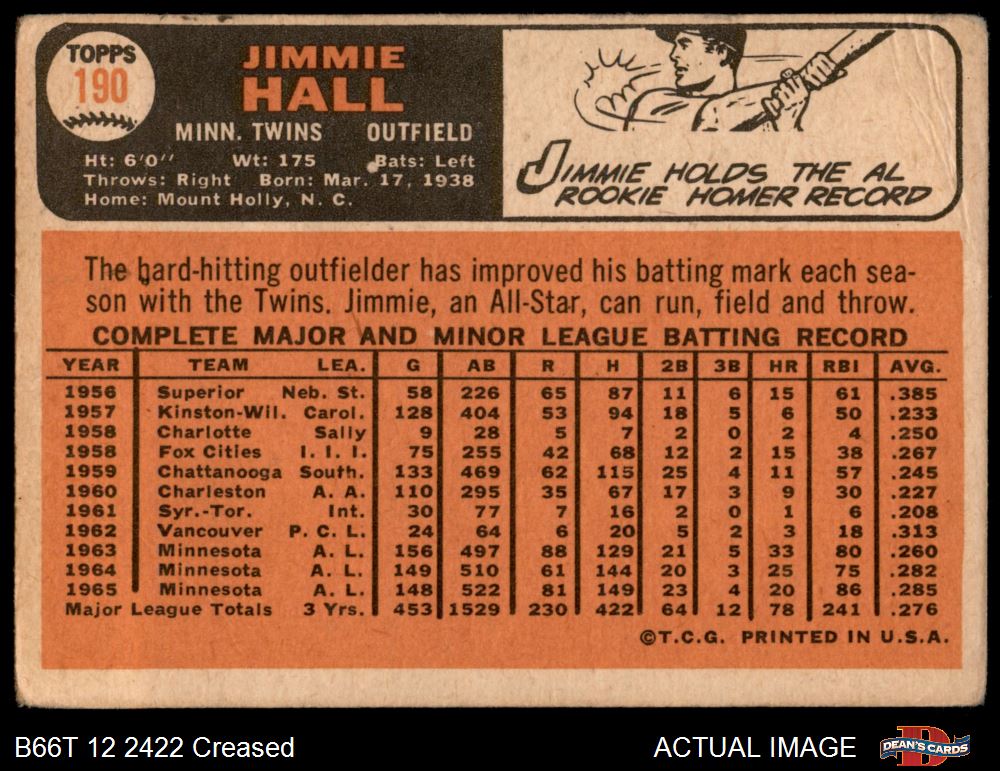 TOPPS
190
JIMMIE
HALL
MINN. TWINS OUTFIELD
Ht: 6'0" Wt: 175 Bats: Left
Throws: Right Born: Mar. 17, 1938
Home: Mount Holly, N. C.
JIMMIE HOLDS THE AL
ROOKIE HOMER RECORD
The hard-hitting outfielder has improved his batting mark each sea-
son with the Twins. Jimmie, an All-Star, can run, field and throw.
COMPLETE MAJOR AND MINOR LEAGUE BATTING RECORD
YEAR TEAM LEA. G AB R H 2B 3B HR RBI AVG.
1956 Superior Neb. St. 58 226 65 87 11 6 15 61 .385
1957 Kinston-Wil. Carol. 128 404 53 94 18 5 6 50 .233
1958 Charlotte Sally 9 28 5 7 2 0 2 4 .250
1958 Fox Cities I. I. I. 75 255 42 68 12 2 15 38 .267
1959 Chattanooga South. 133 469 62 115 25 4 11 57 .245
1960 Charleston A. A. 110 295 35 67 17 3 9 30 .227
1961 Syr.-Tor. Int. 30 77 7 16 2 0 1 6 .208
1962 Vancouver P. C. L. 24 64 6 20 5 2 3 18 .313
1963 Minnesota A. L. 156 497 88 129 21 5 33 80 .260
1964 Minnesota A. L. 149 510 61 144 20 3 25 75 .282
1965 Minnesota A. L. 148 522 81 149 23 4 20 86 .285
Major League Totals 3 Yrs. 453 1529 230 422 64 12 78 241 .276
©T.C.G. PRINTED IN U.S.A.
B66T 12 2422 Creased
ACTUAL IMAGE
D
DEAN'S CARDS